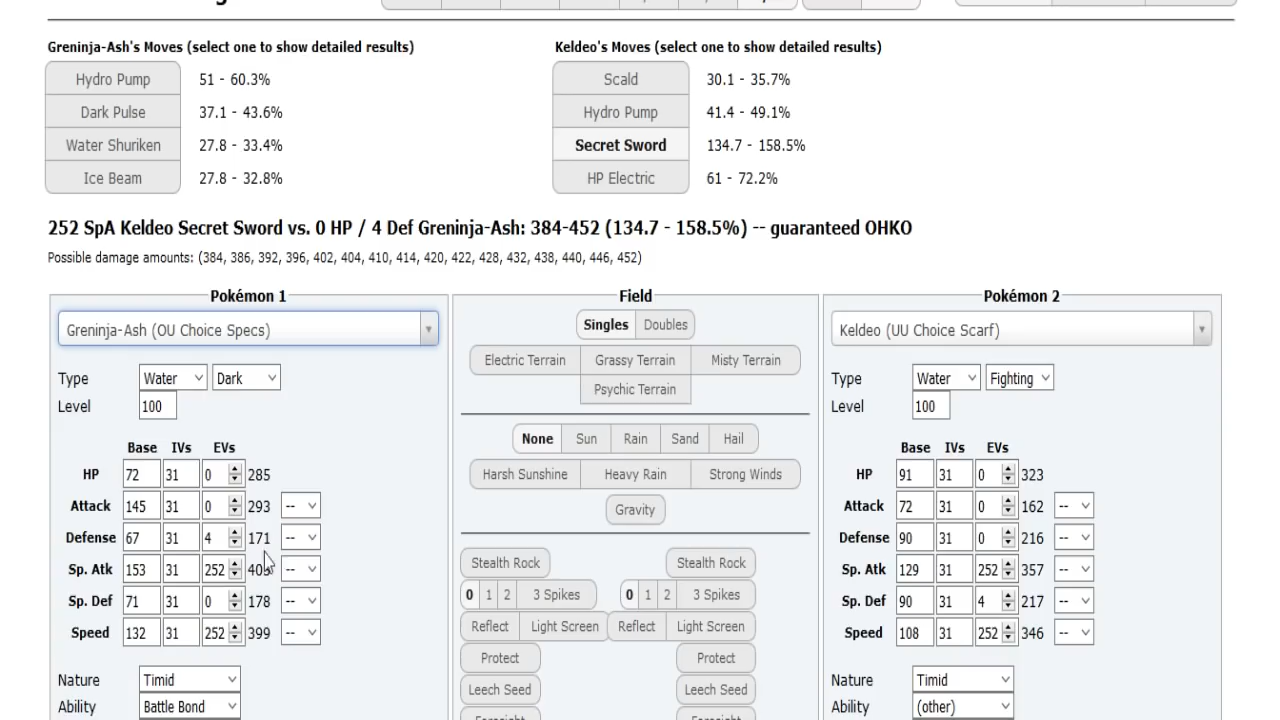 Greninja-Ash's Moves (select one to show detailed results)
Keldeo's Moves (select one to show detailed results)
Hydro Pump 51 - 60.3%
Scald 30.1 - 35.7%
Dark Pulse 37.1 - 43.6%
Hydro Pump 41.4 - 49.1%
Water Shuriken 27.8 - 33.4%
Secret Sword 134.7 - 158.5%
Ice Beam 27.8 - 32.8%
HP Electric 61 - 72.2%
252 SpA Keldeo Secret Sword vs. 0 HP / 4 Def Greninja-Ash: 384-452 (134.7 - 158.5%) -- guaranteed OHKO
Possible damage amounts: (384, 386, 392, 396, 402, 404, 410, 414, 420, 422, 428, 432, 438, 440, 446, 452)
Pokémon 1
Greninja-Ash (OU Choice Specs)
Type Water Dark
Level 100
Base IVs EVs
HP 72 31 0 285
Attack 145 31 0 293 --
Defense 67 31 4 171 --
Sp. Atk 153 31 252 --
Sp. Def 71 31 0 178 --
Speed 132 31 252 399 --
Nature Timid
Ability Battle Bond
Field
Singles Doubles
Electric Terrain Grassy Terrain Misty Terrain
Psychic Terrain
None Sun Rain Sand Hail
Harsh Sunshine Heavy Rain Strong Winds
Gravity
Stealth Rock Stealth Rock
0 1 2 3 Spikes 0 1 2 3 Spikes
Reflect Light Screen Reflect Light Screen
Protect Protect
Leech Seed Leech Seed
Pokémon 2
Keldeo (UU Choice Scarf)
Type Water Fighting
Level 100
Base IVs EVs
HP 91 31 0 323
Attack 72 31 0 162 --
Defense 90 31 0 216 --
Sp. Atk 129 31 252 357 --
Sp. Def 90 31 4 217 --
Speed 108 31 252 346 --
Nature Timid
Ability (other)